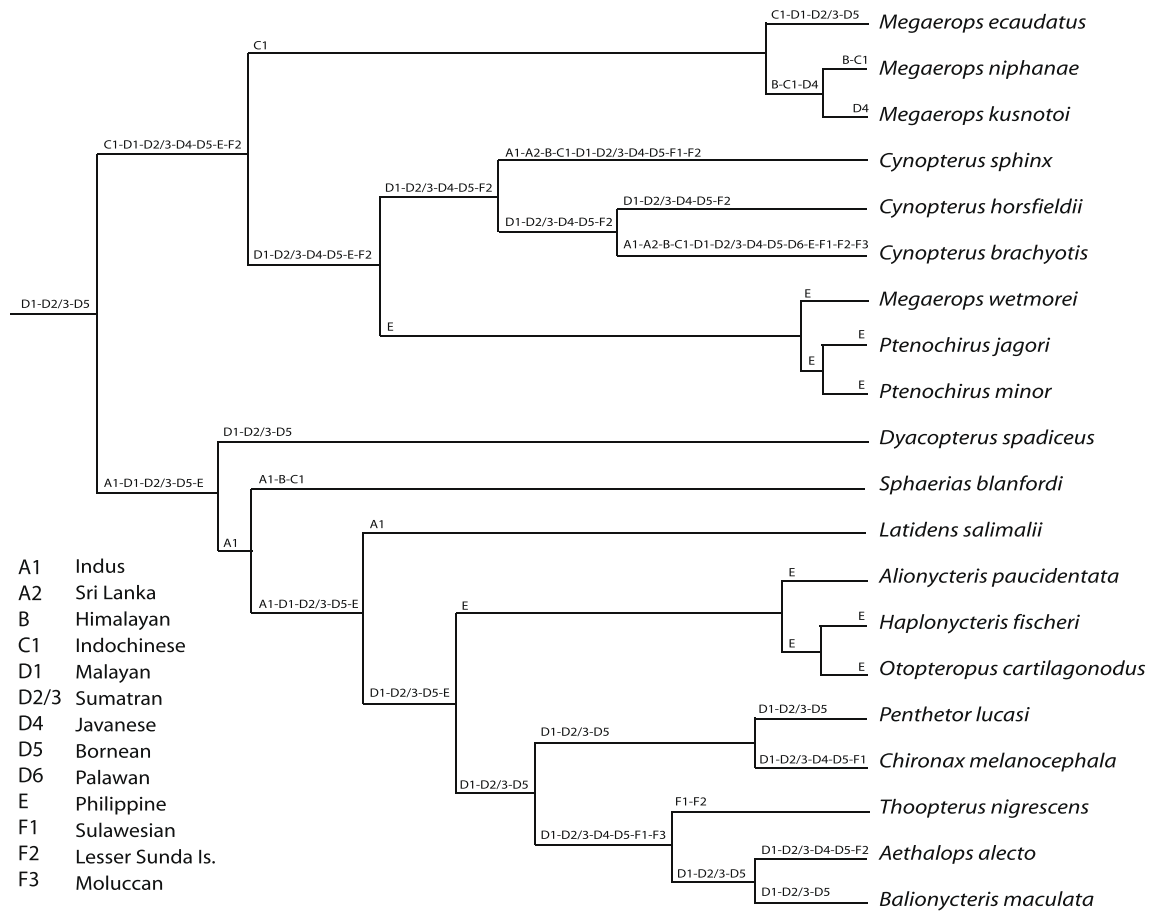 C1-D1-D2/3-D5
Megaerops ecaudatus
C1
B-C1
Megaerops niphanae
B-C1-D4
D4
Megaerops kusnotoi
C1-D1-D2/3-D4-D5-E-F2
A1-A2-B-C1-D1-D2/3-D4-D5-F1-F2
Cynopterus sphinx
D1-D2/3-D4-D5-F2
D1-D2/3-D4-D5-F2
Cynopterus horsfieldii
D1-D2/3-D4-D5-F2
A1-A2-B-C1-D1-D2/3-D4-D5-D6-E-F1-F2-F3
Cynopterus brachyotis
D1-D2/3-D4-D5-E-F2
E
Megaerops wetmorei
D1-D2/3-D5
E
E
Ptenochirus jagori
E
E
Ptenochirus minor
D1-D2/3-D5
Dyacopterus spadiceus
A1-D1-D2/3-D5-E
A1-B-C1
Sphaerias blanfordi
A1
A1
Latidens salimalii
E
Alionycteris paucidentata
A1-D1-D2/3-D5-E
E
E
Haplonycteris fischeri
E
E
Otopteropus cartilagonodus
D1-D2/3-D5-E
D1-D2/3-D5
Penthetor lucasi
D1-D2/3-D5
D1-D2/3-D4-D5-F1
Chironax melanocephala
D1-D2/3-D5
F1-F2
Thoopterus nigrescens
D1-D2/3-D4-D5-F1-F3
D1-D2/3-D4-D5-F2
Aethalops alecto
D1-D2/3-D5
D1-D2/3-D5
Balionycteris maculata
A1 Indus
A2 Sri Lanka
B Himalayan
C1 Indochinese
D1 Malayan
D2/3 Sumatran
D4 Javanese
D5 Bornean
D6 Palawan
E Philippine
F1 Sulawesian
F2 Lesser Sunda Is.
F3 Moluccan